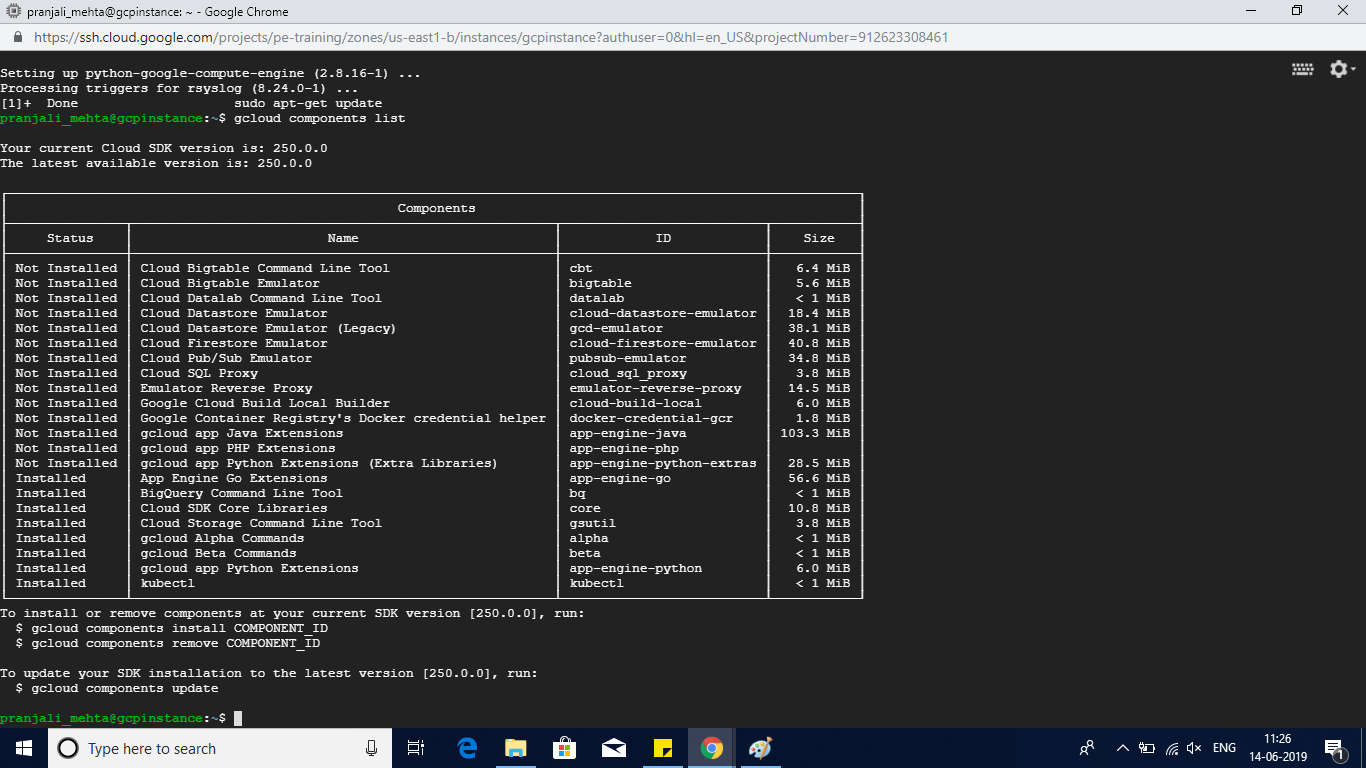 pranjali_mehta@gcpinstance: ~ - Google Chrome
https://ssh.cloud.google.com/projects/pe-training/zones/us-east1-b/instances/gcpinstance?authuser=0&hl=en_US&projectNumber=912623308461
Setting up python-google-compute-engine (2.8.16-1) ...
Processing triggers for rsyslog (8.24.0-1) ...
[1]+  Done                    sudo apt-get update
pranjali_mehta@gcpinstance:~$ gcloud components list
Your current Cloud SDK version is: 250.0.0
The latest available version is: 250.0.0
Components
Status Name ID Size
Not Installed Cloud Bigtable Command Line Tool cbt 6.4 MiB
Not Installed Cloud Bigtable Emulator bigtable 5.6 MiB
Not Installed Cloud Datalab Command Line Tool datalab < 1 MiB
Not Installed Cloud Datastore Emulator cloud-datastore-emulator 18.4 MiB
Not Installed Cloud Datastore Emulator (Legacy) gcd-emulator 38.1 MiB
Not Installed Cloud Firestore Emulator cloud-firestore-emulator 40.8 MiB
Not Installed Cloud Pub/Sub Emulator pubsub-emulator 34.8 MiB
Not Installed Cloud SQL Proxy cloud_sql_proxy 3.8 MiB
Not Installed Emulator Reverse Proxy emulator-reverse-proxy 14.5 MiB
Not Installed Google Cloud Build Local Builder cloud-build-local 6.0 MiB
Not Installed Google Container Registry's Docker credential helper docker-credential-gcr 1.8 MiB
Not Installed gcloud app Java Extensions app-engine-java 103.3 MiB
Not Installed gcloud app PHP Extensions app-engine-php
Not Installed gcloud app Python Extensions (Extra Libraries) app-engine-python-extras 28.5 MiB
Installed App Engine Go Extensions app-engine-go 56.6 MiB
Installed BigQuery Command Line Tool bq < 1 MiB
Installed Cloud SDK Core Libraries core 10.8 MiB
Installed Cloud Storage Command Line Tool gsutil 3.8 MiB
Installed gcloud Alpha Commands alpha < 1 MiB
Installed gcloud Beta Commands beta < 1 MiB
Installed gcloud app Python Extensions app-engine-python 6.0 MiB
Installed kubectl kubectl < 1 MiB
To install or remove components at your current SDK version [250.0.0], run:
$ gcloud components install COMPONENT_ID
$ gcloud components remove COMPONENT_ID
To update your SDK installation to the latest version [250.0.0], run:
$ gcloud components update
pranjali_mehta@gcpinstance:~$
Type here to search
ENG
11:26
14-06-2019
1